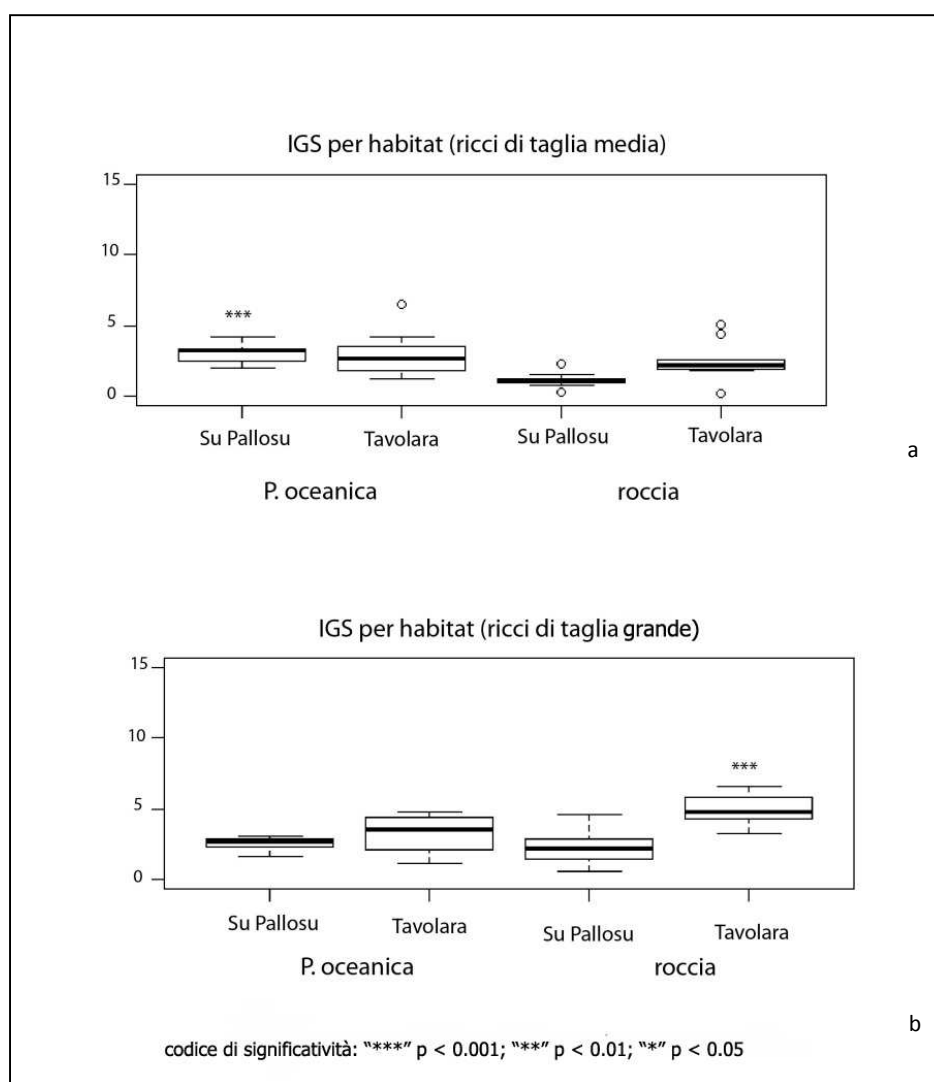 IGS per habitat (ricci di taglia media)
15
10
5
0
***
Su Pallosu
Tavolara
Su Pallosu
Tavolara
P. oceanica
roccia
a
IGS per habitat (ricci di taglia grande)
15
10
5
0
***
Su Pallosu
Tavolara
Su Pallosu
Tavolara
P. oceanica
roccia
b
codice di significatività: “***” p < 0.001; “**” p < 0.01; “*” p < 0.05